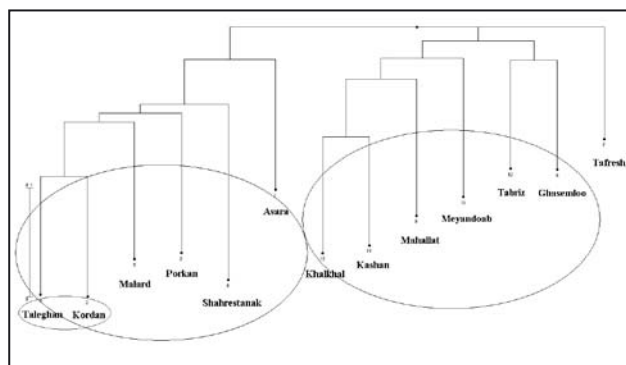 Tafresh
Tabriz
Ghasemloo
Asara
Meyandoab
Mahallat
Kashan
Khalkhal
Porkan
Malard
Shahrestanak
Taleghan
Kordan